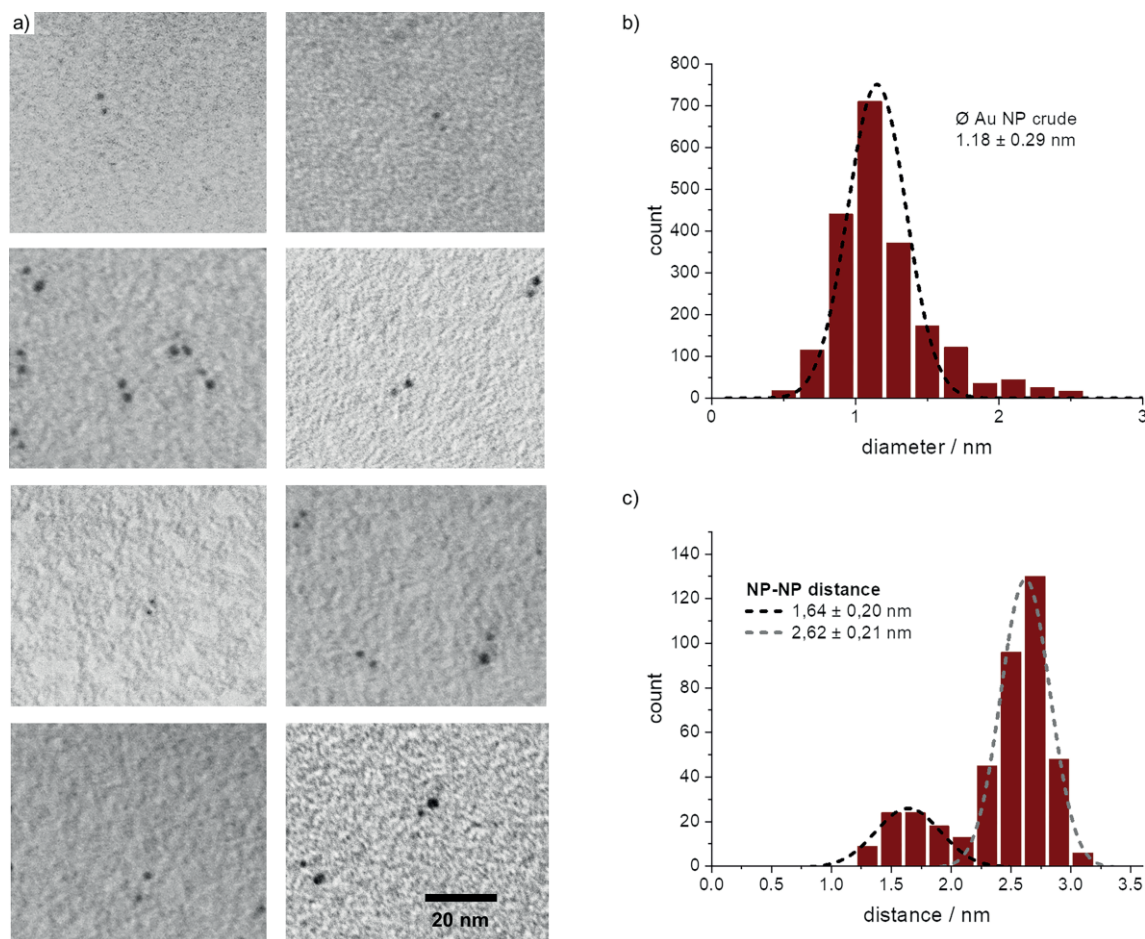 a)
20 nm
b)
800
700
600
500
400
300
200
100
0
count
Ø Au NP crude
1.18 ± 0.29 nm
0 1 2 3
diameter / nm
c)
140
120
100
80
60
40
20
0
count
NP-NP distance
1,64 ± 0,20 nm
2,62 ± 0,21 nm
0.0 0.5 1.0 1.5 2.0 2.5 3.0 3.5
distance / nm